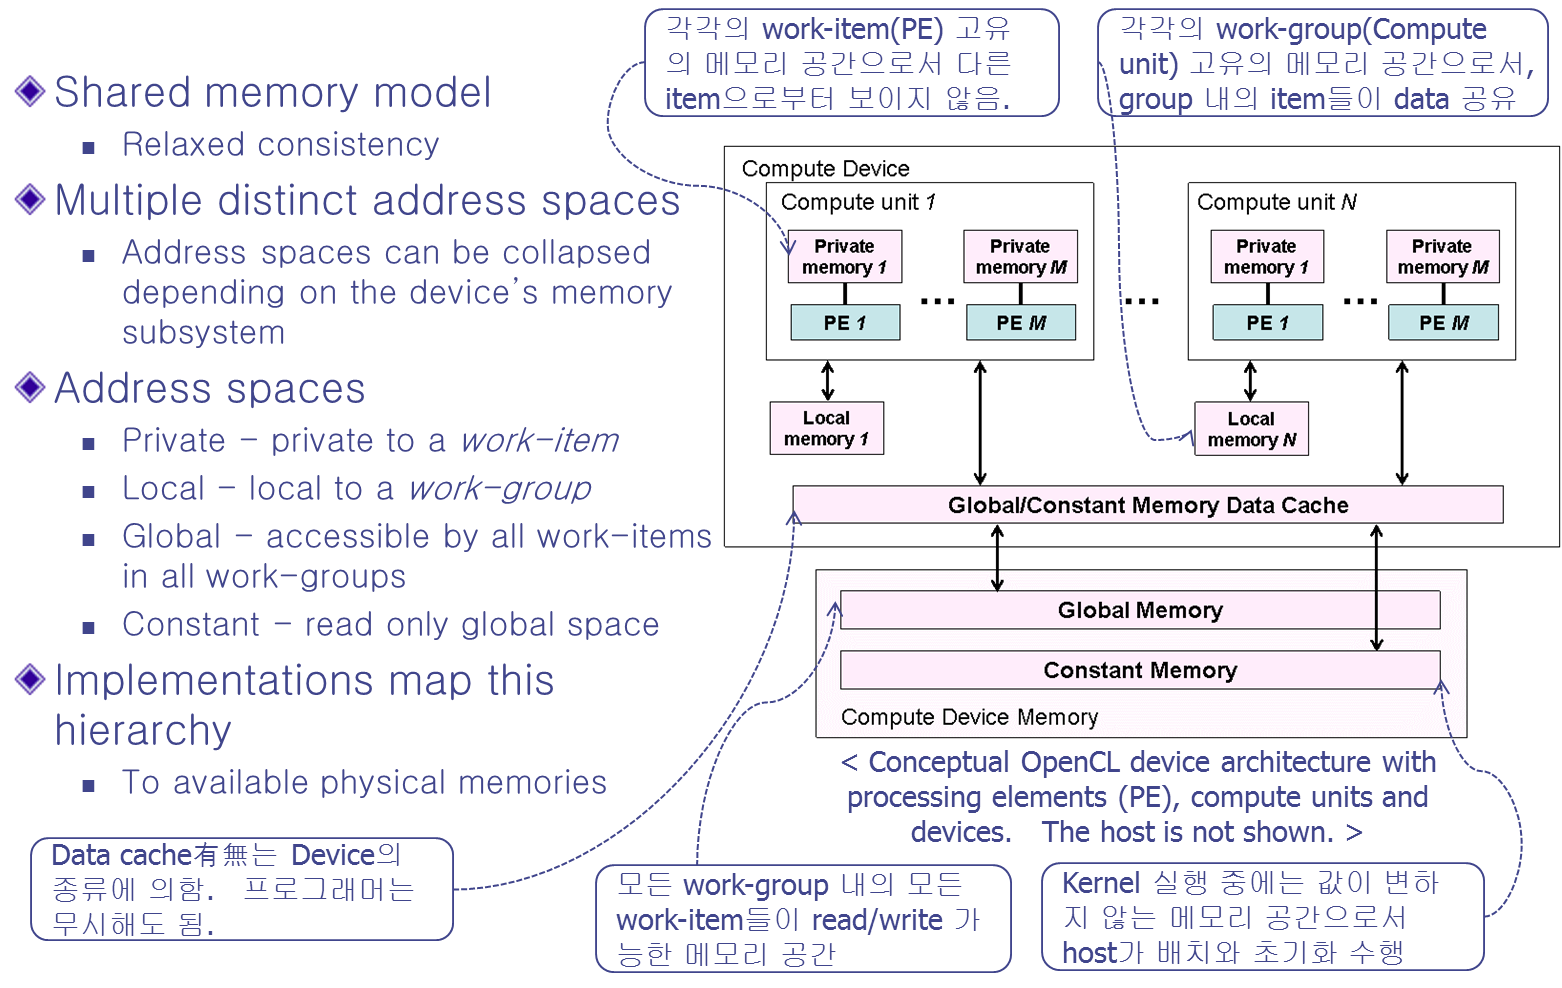 각각의 work-item(PE) 고유
의 메모리 공간으로서 다른
item으로부터 보이지 않음.
각각의 work-group(Compute
unit) 고유의 메모리 공간으로서,
group 내의 item들이 data 공유
Shared memory model
Relaxed consistency
Multiple distinct address spaces
Address spaces can be collapsed
depending on the device's memory
subsystem
Address spaces
Private – private to a work-item
Local – local to a work-group
Global – accessible by all work-items
in all work-groups
Constant – read only global space
Implementations map this
hierarchy
To available physical memories
Compute Device
Compute unit 1
Private
memory 1
Private
memory M
...
PE 1
PE M
...
Compute unit N
Private
memory 1
Private
memory M
...
PE 1
PE M
Local
memory 1
Local
memory N
Global/Constant Memory Data Cache
Global Memory
Constant Memory
Compute Device Memory
< Conceptual OpenCL device architecture with
processing elements (PE), compute units and
devices. The host is not shown. >
Data cache有無는 Device의
종류에 의함. 프로그래머는
무시해도 됨.
모든 work-group 내의 모든
work-item들이 read/write 가
능한 메모리 공간
Kernel 실행 중에는 값이 변하
지 않는 메모리 공간으로서
host가 배치와 초기화 수행